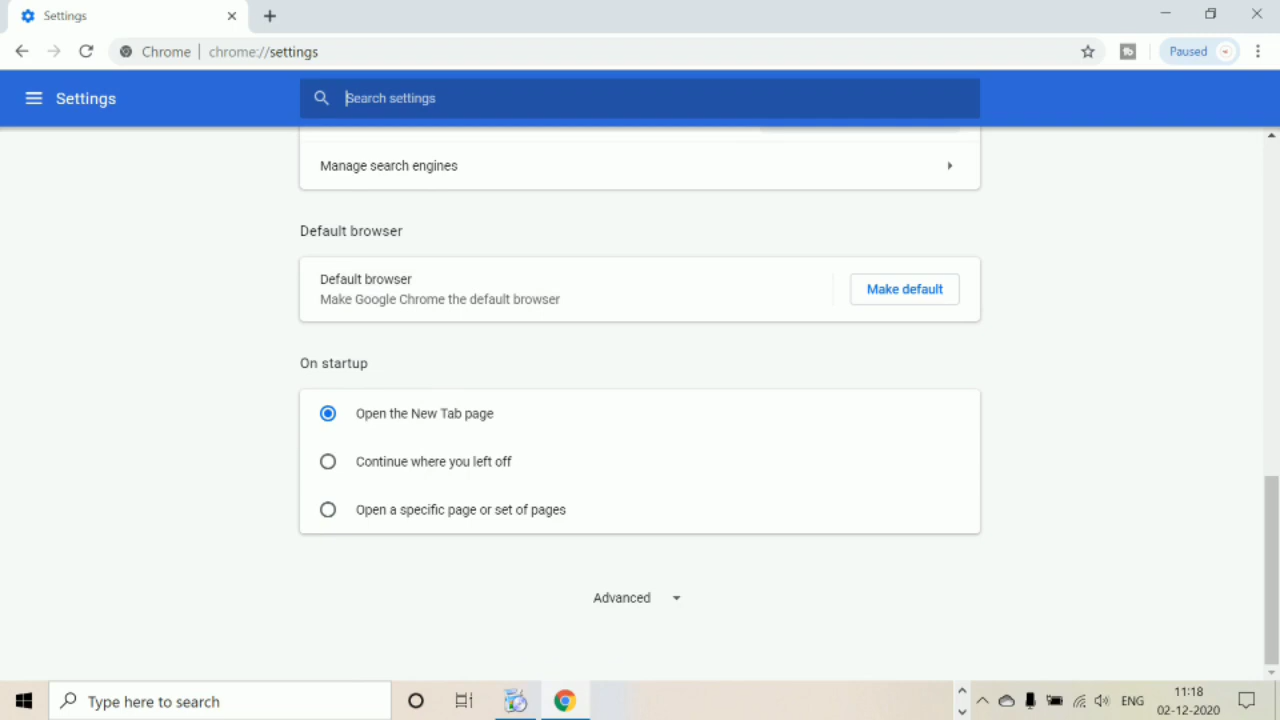 Settings
Chrome | chrome://settings
Paused
Settings
Search settings
Manage search engines
Default browser
Default browser
Make Google Chrome the default browser
Make default
On startup
Open the New Tab page
Continue where you left off
Open a specific page or set of pages
Advanced
Type here to search
ENG
11:18
02-12-2020